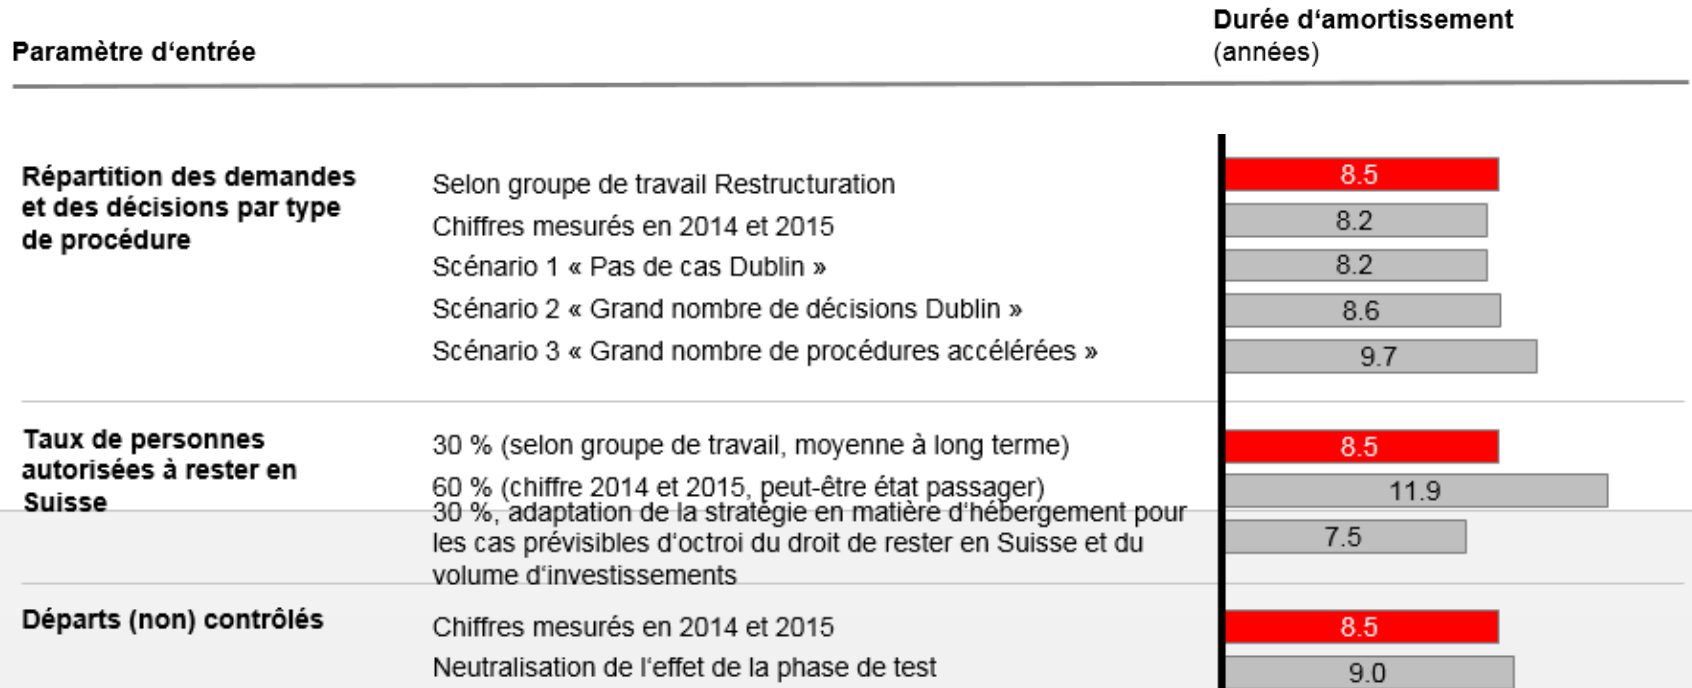 Durée d‘amortissement
Paramètre d‘entrée
(années)
Répartition des demandes
et des décisions par type
de procédure
Selon groupe de travail Restructuration
8.5
Chiffres mesurés en 2014 et 2015
8.2
Scénario 1 « Pas de cas Dublin »
8.2
Scénario 2 « Grand nombre de décisions Dublin »
8.6
Scénario 3 « Grand nombre de procédures accélérées »
9.7
Taux de personnes
autorisées à rester en
Suisse
30 % (selon groupe de travail, moyenne à long terme)
8.5
60 % (chiffre 2014 et 2015, peut-être état passager)
11.9
30 %, adaptation de la stratégie en matière d‘hébergement pour
les cas prévisibles d‘octroi du droit de rester en Suisse et du
volume d‘investissements
7.5
Départs (non) contrôlés
Chiffres mesurés en 2014 et 2015
8.5
Neutralisation de l‘effet de la phase de test
9.0